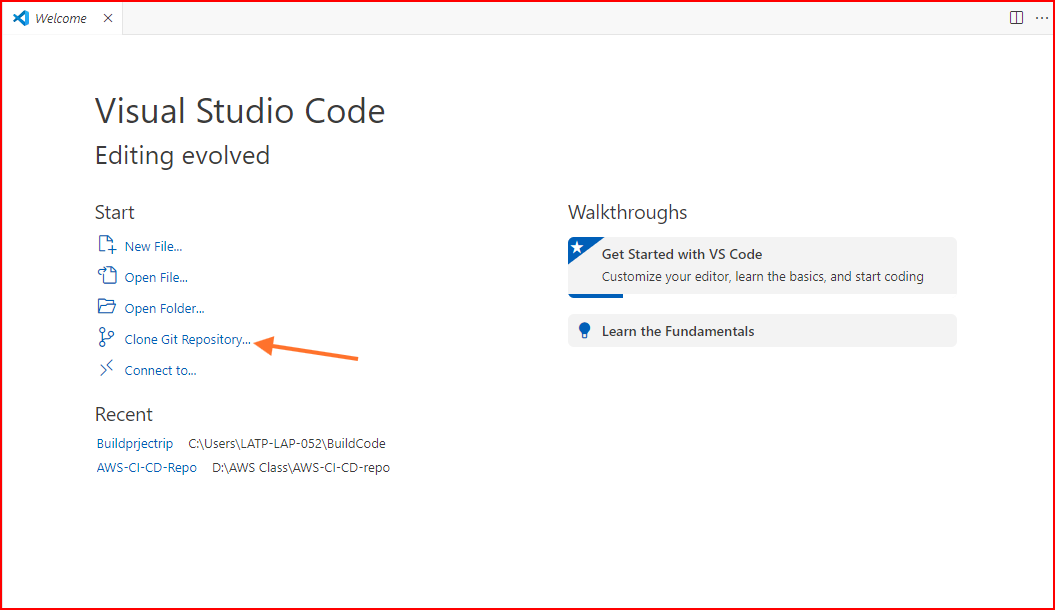 Welcome
Visual Studio Code
Editing evolved
Start
New File...
Open File...
Open Folder...
Clone Git Repository...
Connect to...
Recent
Buildprjectrip C:\Users\LATP-LAP-052\BuildCode
AWS-CI-CD-Repo D:\AWS Class\AWS-CI-CD-repo
Walkthroughs
Get Started with VS Code
Customize your editor, learn the basics, and start coding
Learn the Fundamentals